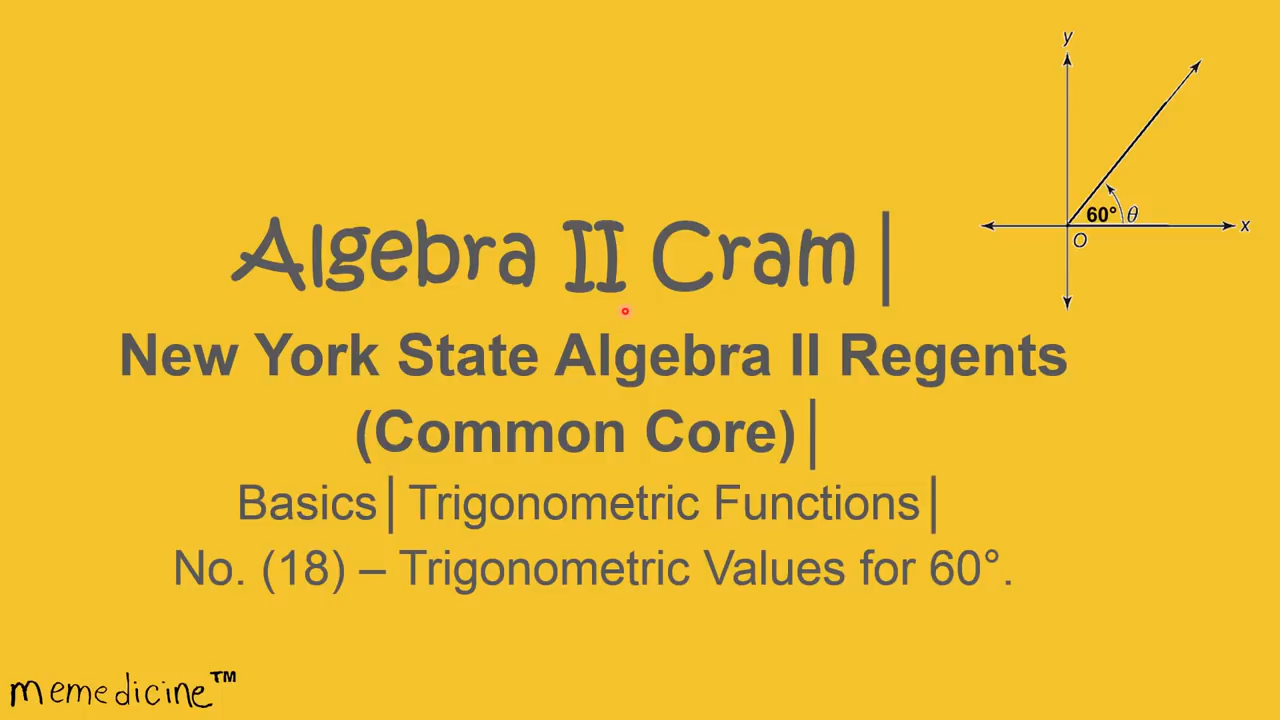 y
60° θ
x
O
Algebra II Cram|
New York State Algebra II Regents
(Common Core)|
Basics|Trigonometric Functions|
No. (18) – Trigonometric Values for 60°.
memedicine™